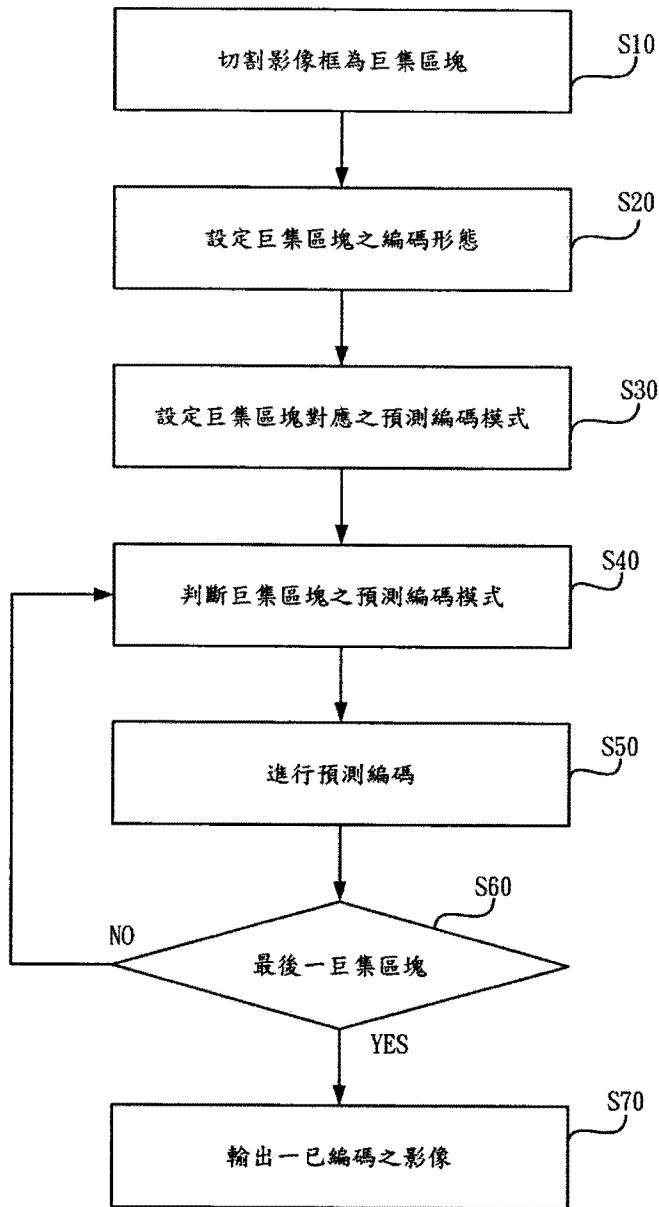 切割影像框為巨集區塊
S10
設定巨集區塊之編碼形態
S20
設定巨集區塊對應之預測編碼模式
S30
判斷巨集區塊之預測編碼模式
S40
進行預測編碼
S50
最後一巨集區塊
S60
NO
YES
輸出一已編碼之影像
S70